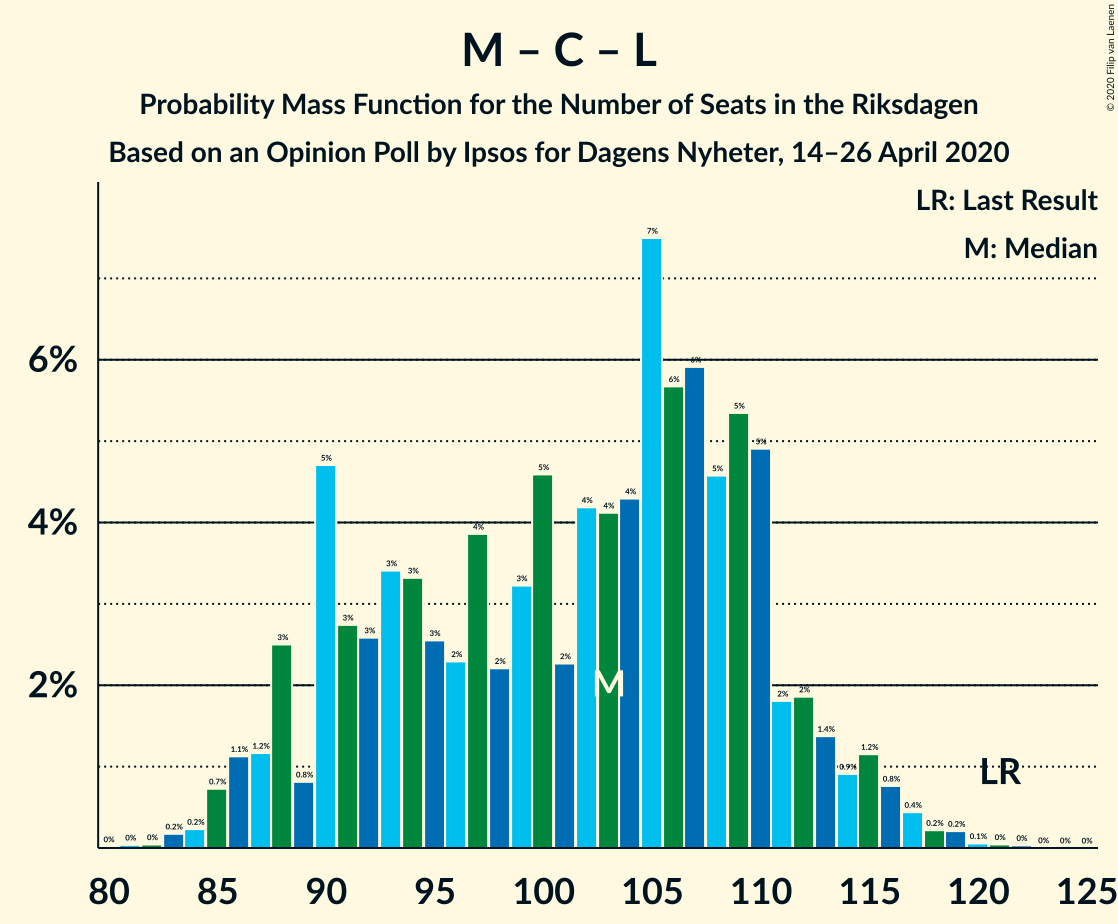 M – C – L
Probability Mass Function for the Number of Seats in the Riksdagen
Based on an Opinion Poll by Ipsos for Dagens Nyheter, 14–26 April 2020
© 2020 Filip van Laenen
LR: Last Result
M: Median
6%
4%
2%
0% 0% 0% 0.2% 0.2% 0.7% 1.1% 1.2% 3% 0.8% 5% 3% 3% 3% 3% 3% 2% 4% 2% 3% 5% 2% 4% 4% 4% 7% 6% 6% 5% 5% 5% 2% 2% 1.4% 0.9% 1.2% 0.8% 0.4% 0.2% 0.2% 0.1% 0% 0% 0% 0% 0%
M
LR
80 85 90 95 100 105 110 115 120 125